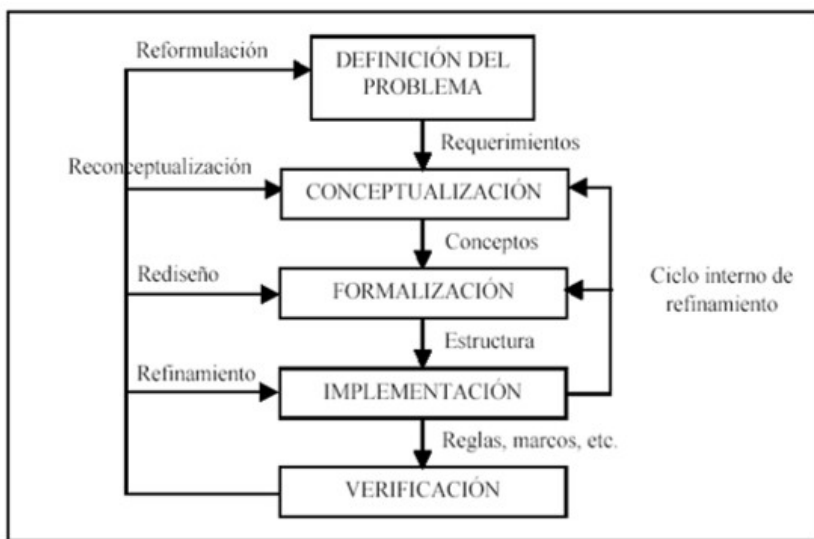 Reformulación
DEFINICIÓN DEL
PROBLEMA
Requerimientos
Reconceptualización
CONCEPTUALIZACIÓN
Conceptos
Rediseño
FORMALIZACIÓN
Ciclo interno de
refinamiento
Estructura
Refinamiento
IMPLEMENTACIÓN
Reglas, marcos, etc.
VERIFICACIÓN